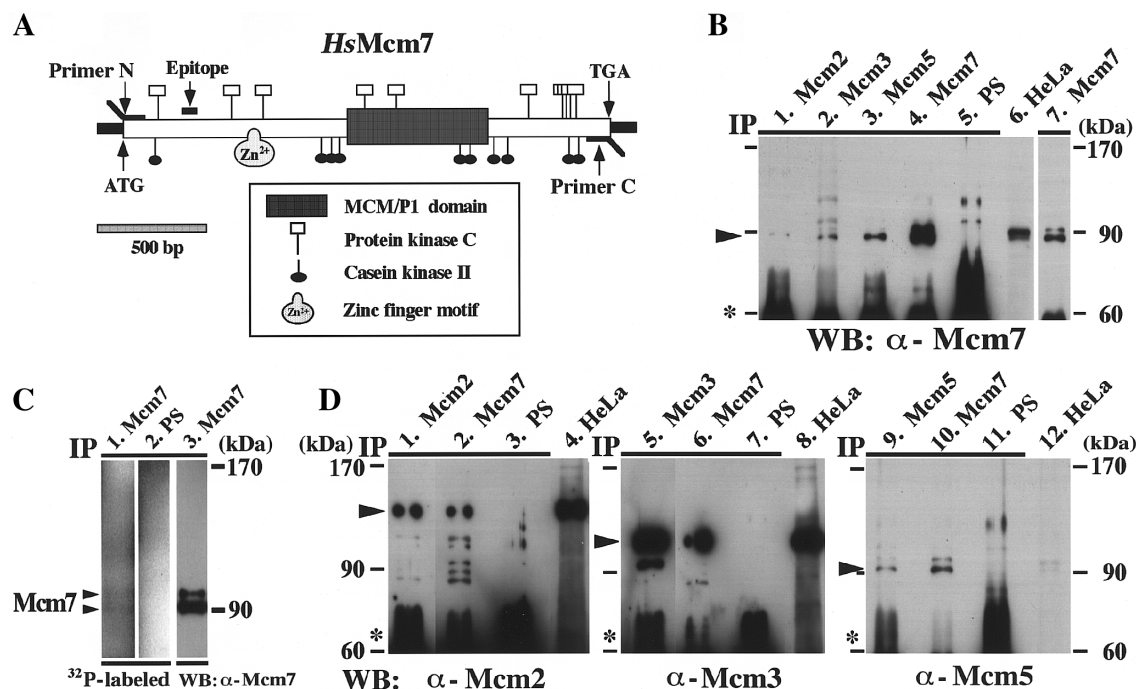 A
HsMcm7
Primer N
Epitope
TGA
Zn2+
ATG
Primer C
500 bp
MCM/P1 domain
Protein kinase C
Casein kinase II
Zn2+ Zinc finger motif
B
IP
1. Mcm2
2. Mcm3
3. Mcm5
4. Mcm7
5. PS
6. HeLa
7. Mcm7
(kDa)
170
90
* 60
WB: α- Mcm7
C
IP
1. Mcm7
2. PS
3. Mcm7
(kDa)
170
Mcm7
90
32P-labeled WB: α-Mcm7
D
(kDa) IP
1. Mcm2
2. Mcm7
3. PS
4. HeLa
170
90
* 60
WB: α- Mcm2
IP
5. Mcm3
6. Mcm7
7. PS
8. HeLa
*
α- Mcm3
IP
9. Mcm5
10. Mcm7
11. PS
12. HeLa
(kDa)
170
90
* 60
α- Mcm5